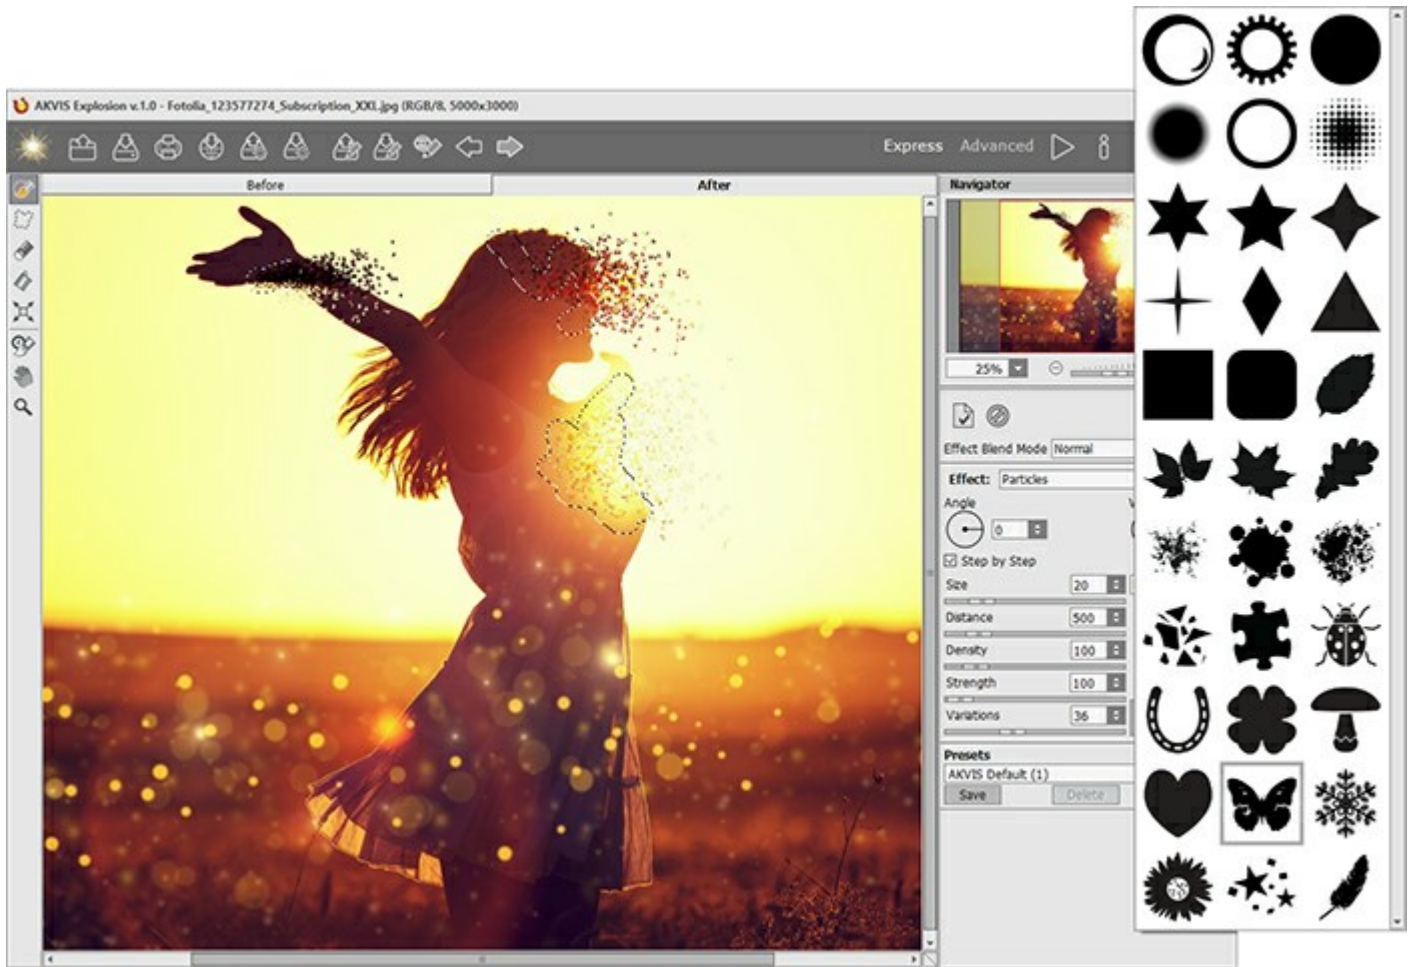 AKVIS Explosion v.1.0 - Fotolia_123577274_Subscription_XXL.jpg (RGB/8, 5000x3000)
Express Advanced
Before After Navigator
25%
Effect Blend Mode Normal
Effect: Particles
Angle
0
Step by Step
Size 20
Distance 500
Density 100
Strength 100
Variations 36
Presets
AKVIS Default (1)
Save Delete